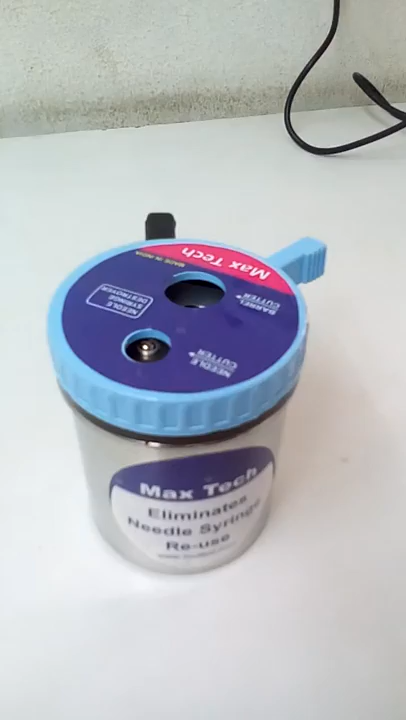 Max Tech
MADE IN INDIA
NEEDLE
SYRINGE
DESTROYER
BARREL
CUTTER
NEEDLE
CUTTER
Max Tech
Eliminates
Needle Syringe
Re-use